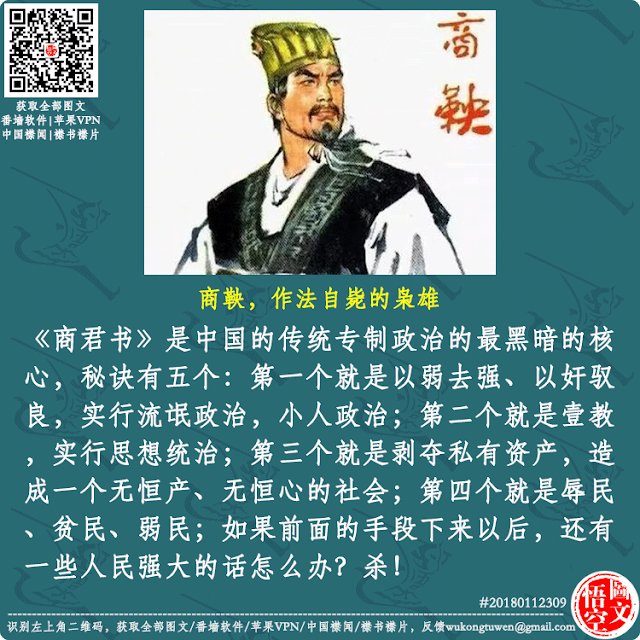 获取全部图文
番墙软件|苹果VPN
中国襟闻|襟书襟片
商鞅
商鞅，作法自毙的枭雄
《商君书》是中国的传统专制政治的最黑暗的核
心，秘诀有五个：第一个就是以弱去强、以奸驭
良，实行流氓政治，小人政治；第二个就是壹教
，实行思想统治；第三个就是剥夺私有资产，造
成一个无恒产、无恒心的社会；第四个就是辱民
、贫民、弱民；如果前面的手段下来以后，还有
一些人民强大的话怎么办？杀！
#20180112309
识别左上角二维码，获取全部图文/番墙软件/苹果VPN/中国襟闻/襟书襟片，反馈wukongtuwen@gmail.com
悟空
圖文